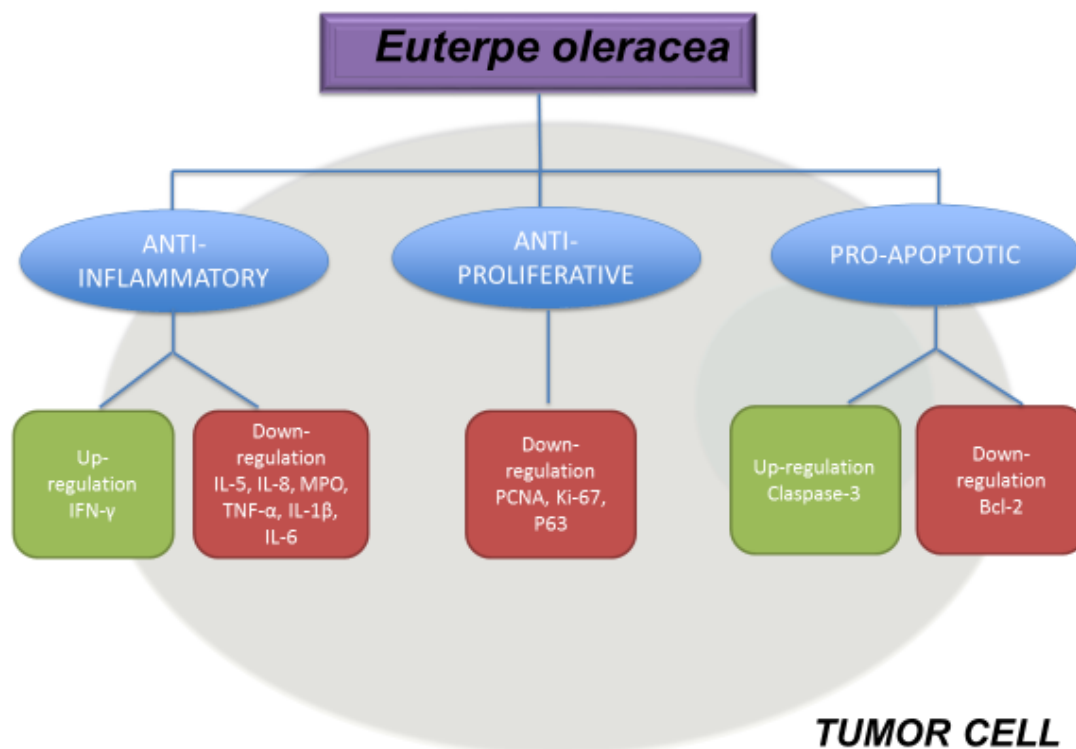 Euterpe oleracea
ANTI-
INFLAMMATORY
ANTI-
PROLIFERATIVE
PRO-APOPTOTIC
Up-
regulation
IFN-γ
Down-
regulation
IL-5, IL-8, MPO,
TNF-α, IL-1β,
IL-6
Down-
regulation
PCNA, Ki-67,
P63
Up-regulation
Claspase-3
Down-
regulation
Bcl-2
TUMOR CELL